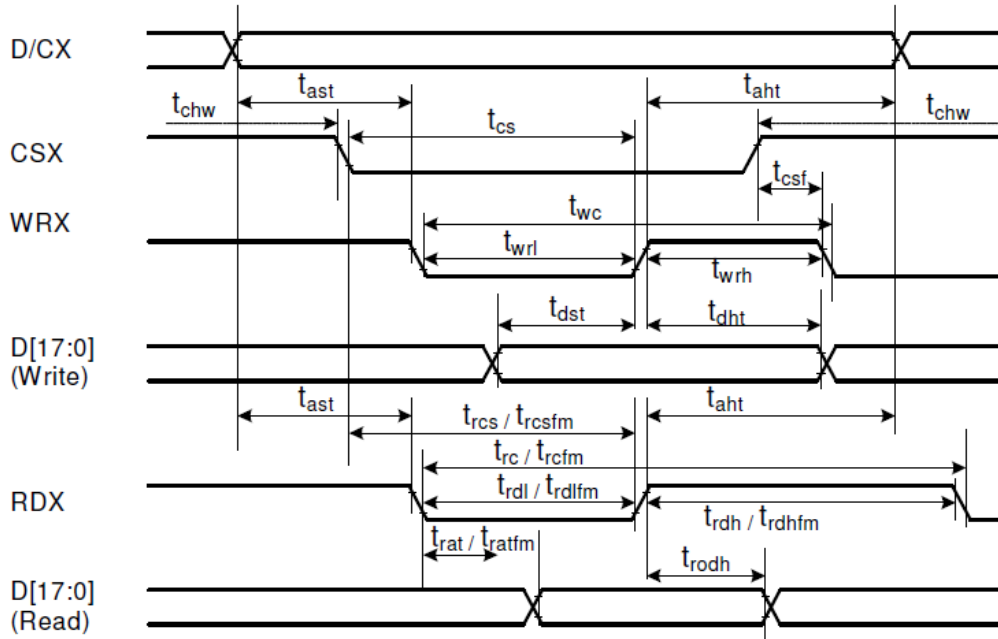 D/CX
t_ast
t_aht
t_chw
t_cs
t_chw
CSX
t_csf
WRX
t_wc
t_wrl
t_wrh
t_dst
t_dht
D[17:0]
(Write)
t_ast
t_aht
t_rcs / t_rcsfm
t_rc / t_rcfm
RDX
t_rdl / t_rdlfm
t_rdh / t_rdhfm
t_rat / t_ratfm
t_rodh
D[17:0]
(Read)